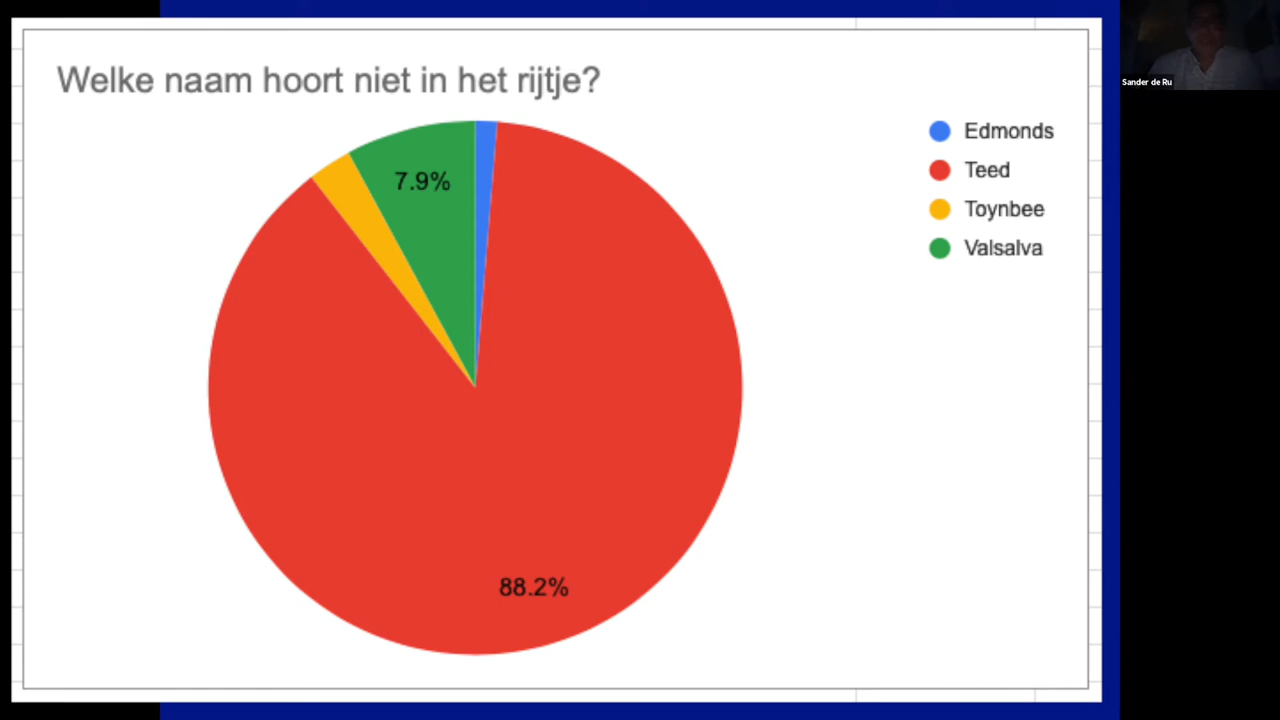 Welke naam hoort niet in het rijtje?
Sander de Ru
Edmonds
Teed
Toynbee
Valsalva
7.9%
88.2%